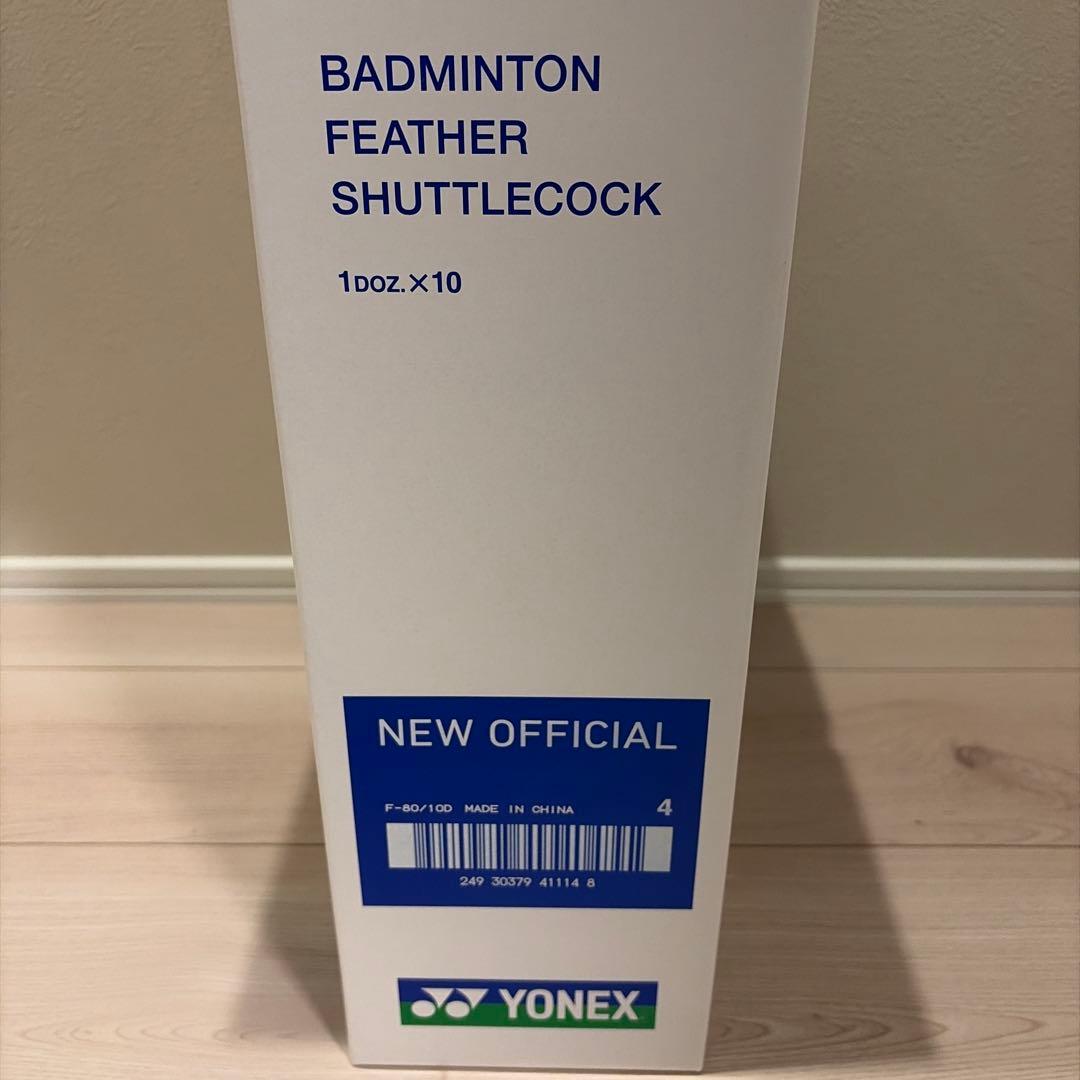 BADMINTON
FEATHER
SHUTTLECOCK
1DOZ.×10
NEW OFFICIAL
F-80/10D MADE IN CHINA 4
249 30379 41114 8
YONEX